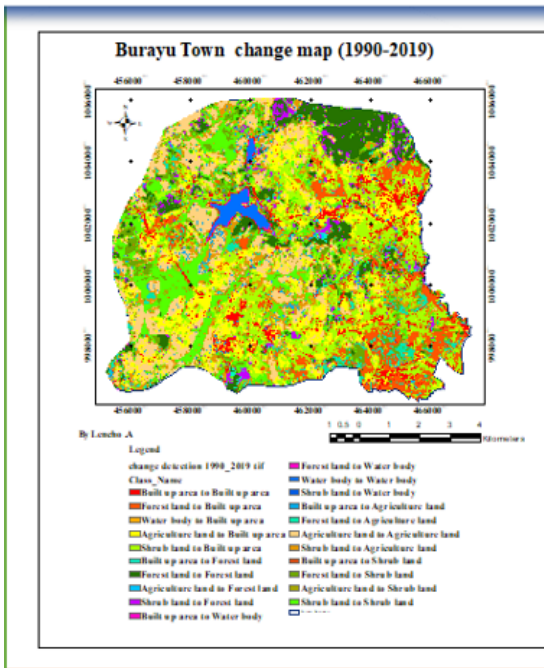 Burayu Town change map (1990-2019)
456000 458000 460000 462000 464000 466000
1006000 1006000
1004000 1004000
1002000 1002000
1000000 1000000
998000 998000
N
W E
S
456000 458000 460000 462000 464000 466000
By Lencho .A
1 0.5 0 1 2 3 4
Kilometers
Legend
change detection 1990_2019 tif
Class_Name
Built up area to Built up area
Forest land to Built up area
Water body to Built up area
Agriculture land to Built up area
Shrub land to Built up area
Built up area to Forest land
Forest land to Forest land
Agriculture land to Forest land
Shrub land to Forest land
Built up area to Water body
Forest land to Water body
Water body to Water body
Shrub land to Water body
Built up area to Agriculture land
Forest land to Agriculture land
Agriculture land to Agriculture land
Shrub land to Agriculture land
Built up area to Shrub land
Forest land to Shrub land
Agriculture land to Shrub land
Shrub land to Shrub land